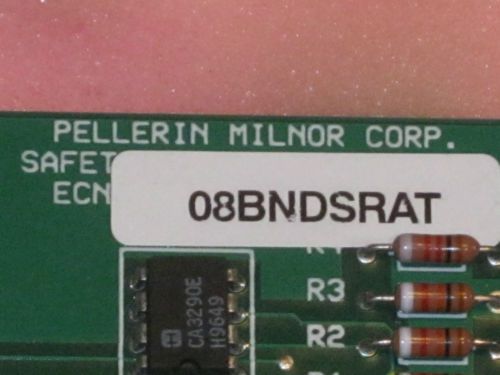 PELLERIN MILNOR CORP.
SAFET
ECN
08BNDSRAT
R3
R2
CA3290E
H9649